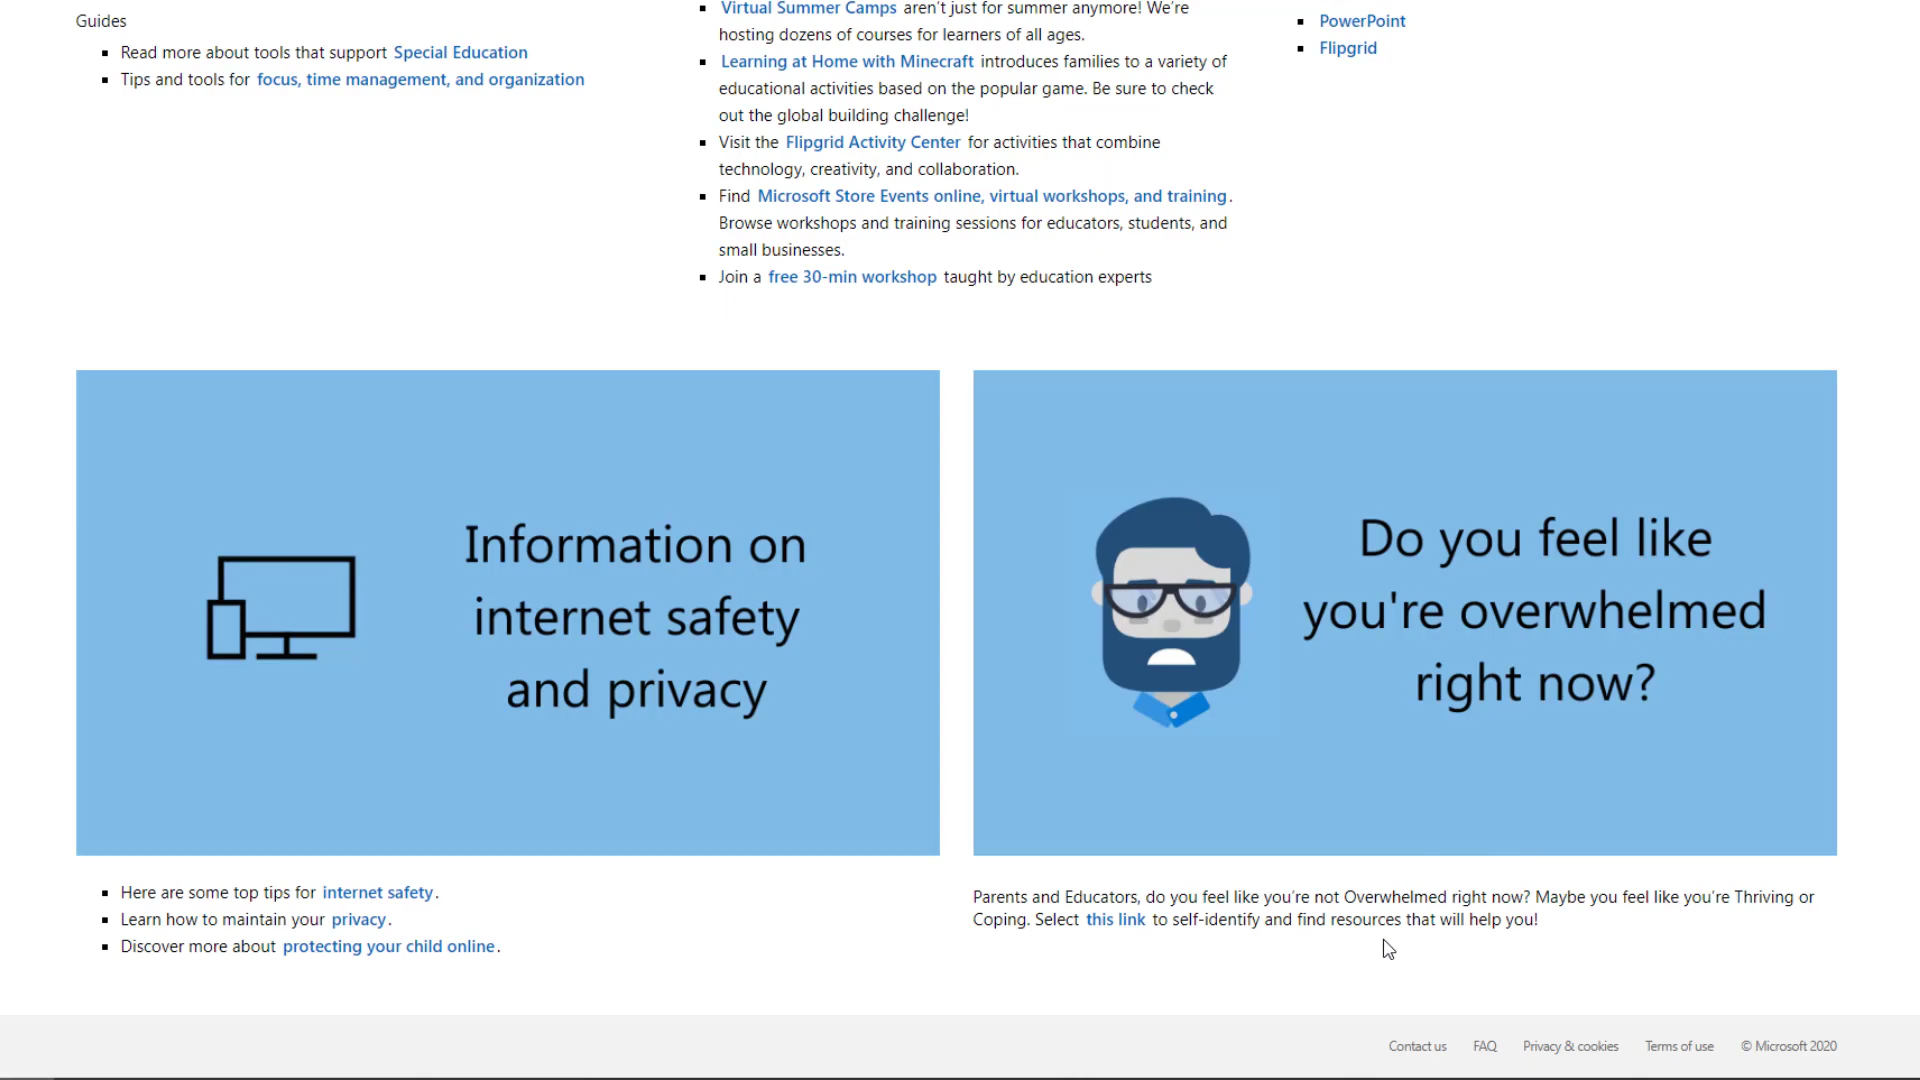 Guides
Read more about tools that support Special Education
Tips and tools for focus, time management, and organization
Virtual Summer Camps aren't just for summer anymore! We're
hosting dozens of courses for learners of all ages.
Learning at Home with Minecraft introduces families to a variety of
educational activities based on the popular game. Be sure to check
out the global building challenge!
Visit the Flipgrid Activity Center for activities that combine
technology, creativity, and collaboration.
Find Microsoft Store Events online, virtual workshops, and training.
Browse workshops and training sessions for educators, students, and
small businesses.
Join a free 30-min workshop taught by education experts
PowerPoint
Flipgrid
Information on
internet safety
and privacy
Here are some top tips for internet safety.
Learn how to maintain your privacy.
Discover more about protecting your child online.
Do you feel like
you're overwhelmed
right now?
Parents and Educators, do you feel like you're not Overwhelmed right now? Maybe you feel like you're Thriving or
Coping. Select this link to self-identify and find resources that will help you!
Contact us FAQ Privacy & cookies Terms of use © Microsoft 2020